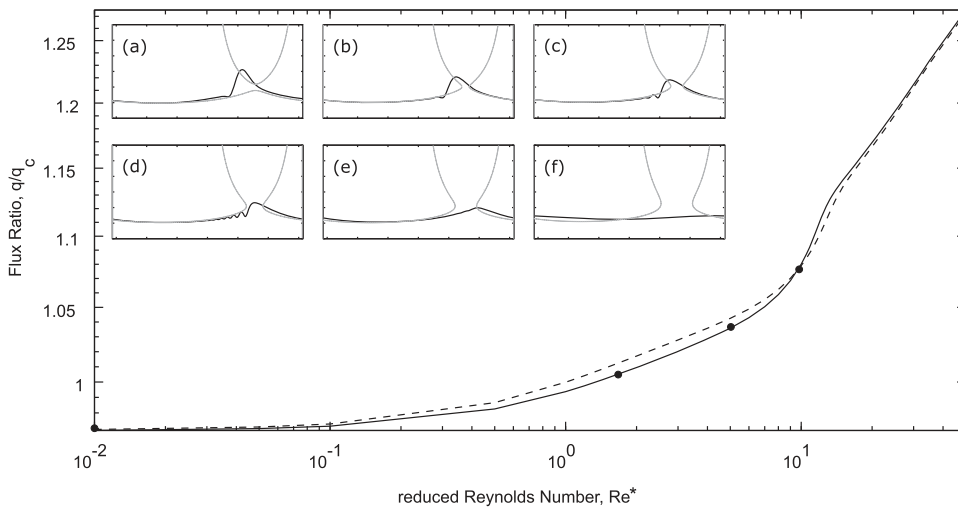 1.25
1.2
1.15
1.1
1.05
1
Flux Ratio, q/q_c
(a)
(b)
(c)
(d)
(e)
(f)
10^-2
10^-1
10^0
10^1
reduced Reynolds Number, Re*